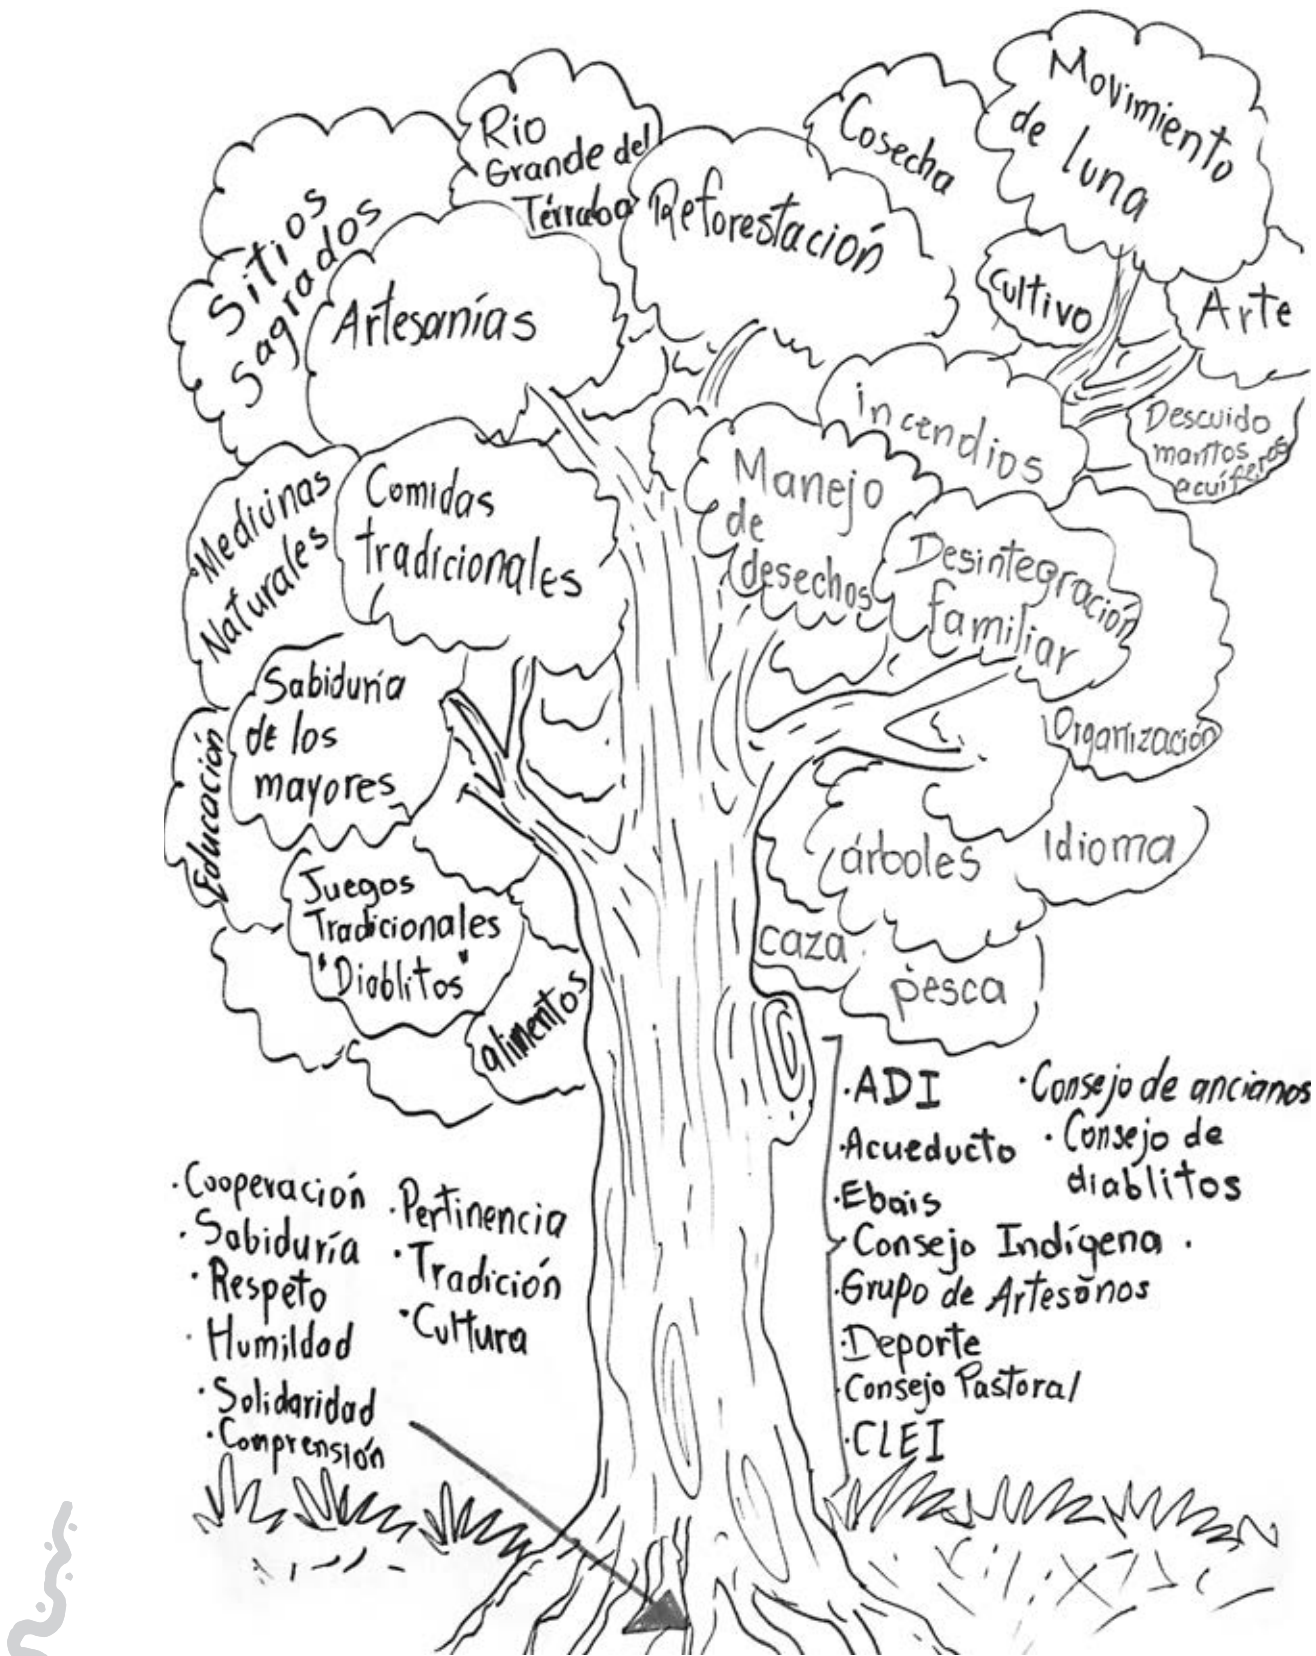 Sitios
Sagrados
Rio
Grande del
Térraba
Reforestación
Cosecha
Movimiento
de luna
Artesanías
Cultivo
Arte
Incendios
Descuido
mantos
acuíferos
Medicinas
Naturales
Comidas
tradicionales
Manejo
de
desechos
Desintegración
familiar
Sabiduría
de los
mayores
Educación
Organización
árboles
Idioma
Juegos
Tradicionales
"Diablitos"
alimentos
caza
pesca
·Cooperación
·Sabiduría
·Respeto
·Humildad
·Solidaridad
·Comprensión
·Pertinencia
·Tradición
·Cultura
·ADI
·Acueducto
·Ebais
·Consejo Indígena.
·Grupo de Artesanos
·Deporte
·Consejo Pastoral
·CLEI
·Consejo de ancianos
·Consejo de
diablitos